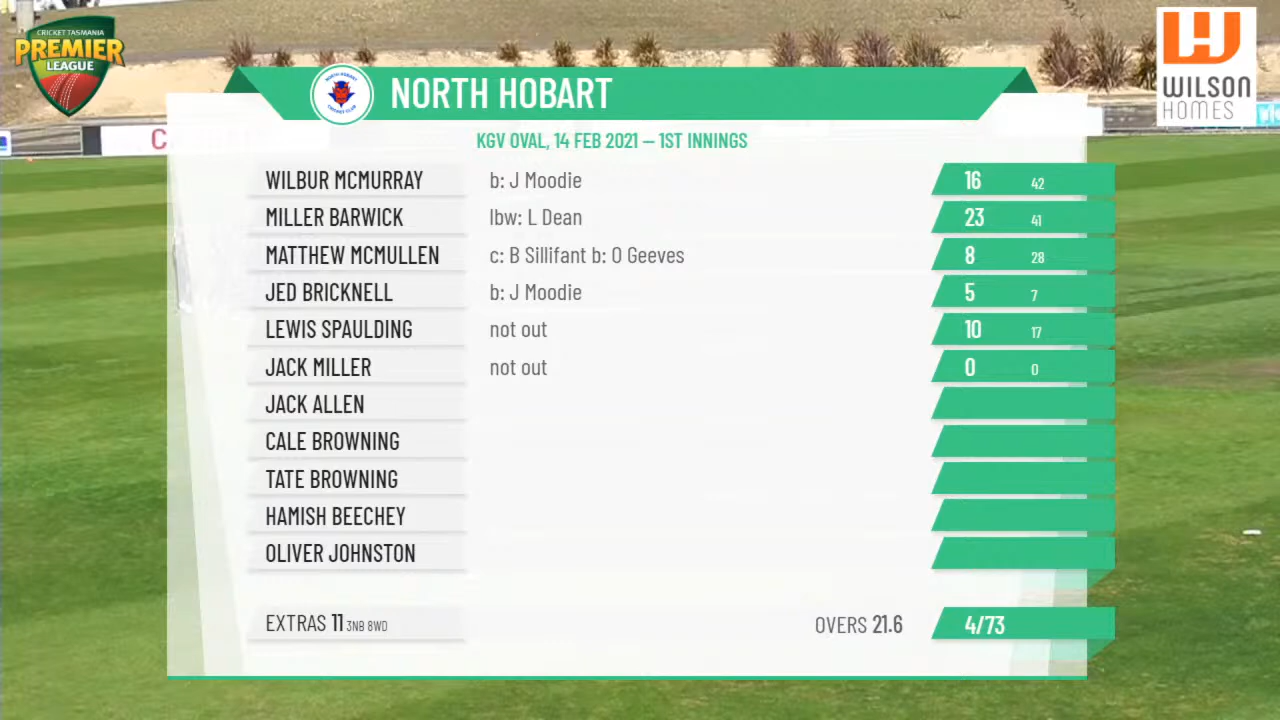 CRICKET TASMANIA
PREMIER
LEAGUE
NORTH HOBART
WILSON
HOMES
KGV OVAL, 14 FEB 2021 – 1ST INNINGS
WILBUR MCMURRAY b: J Moodie 16 42
MILLER BARWICK lbw: L Dean 23 41
MATTHEW MCMULLEN c: B Sillifant b: O Geeves 8 28
JED BRICKNELL b: J Moodie 5 7
LEWIS SPAULDING not out 10 17
JACK MILLER not out 0 0
JACK ALLEN
CALE BROWNING
TATE BROWNING
HAMISH BEECHEY
OLIVER JOHNSTON
EXTRAS 11 3NB 8WD OVERS 21.6 4/73